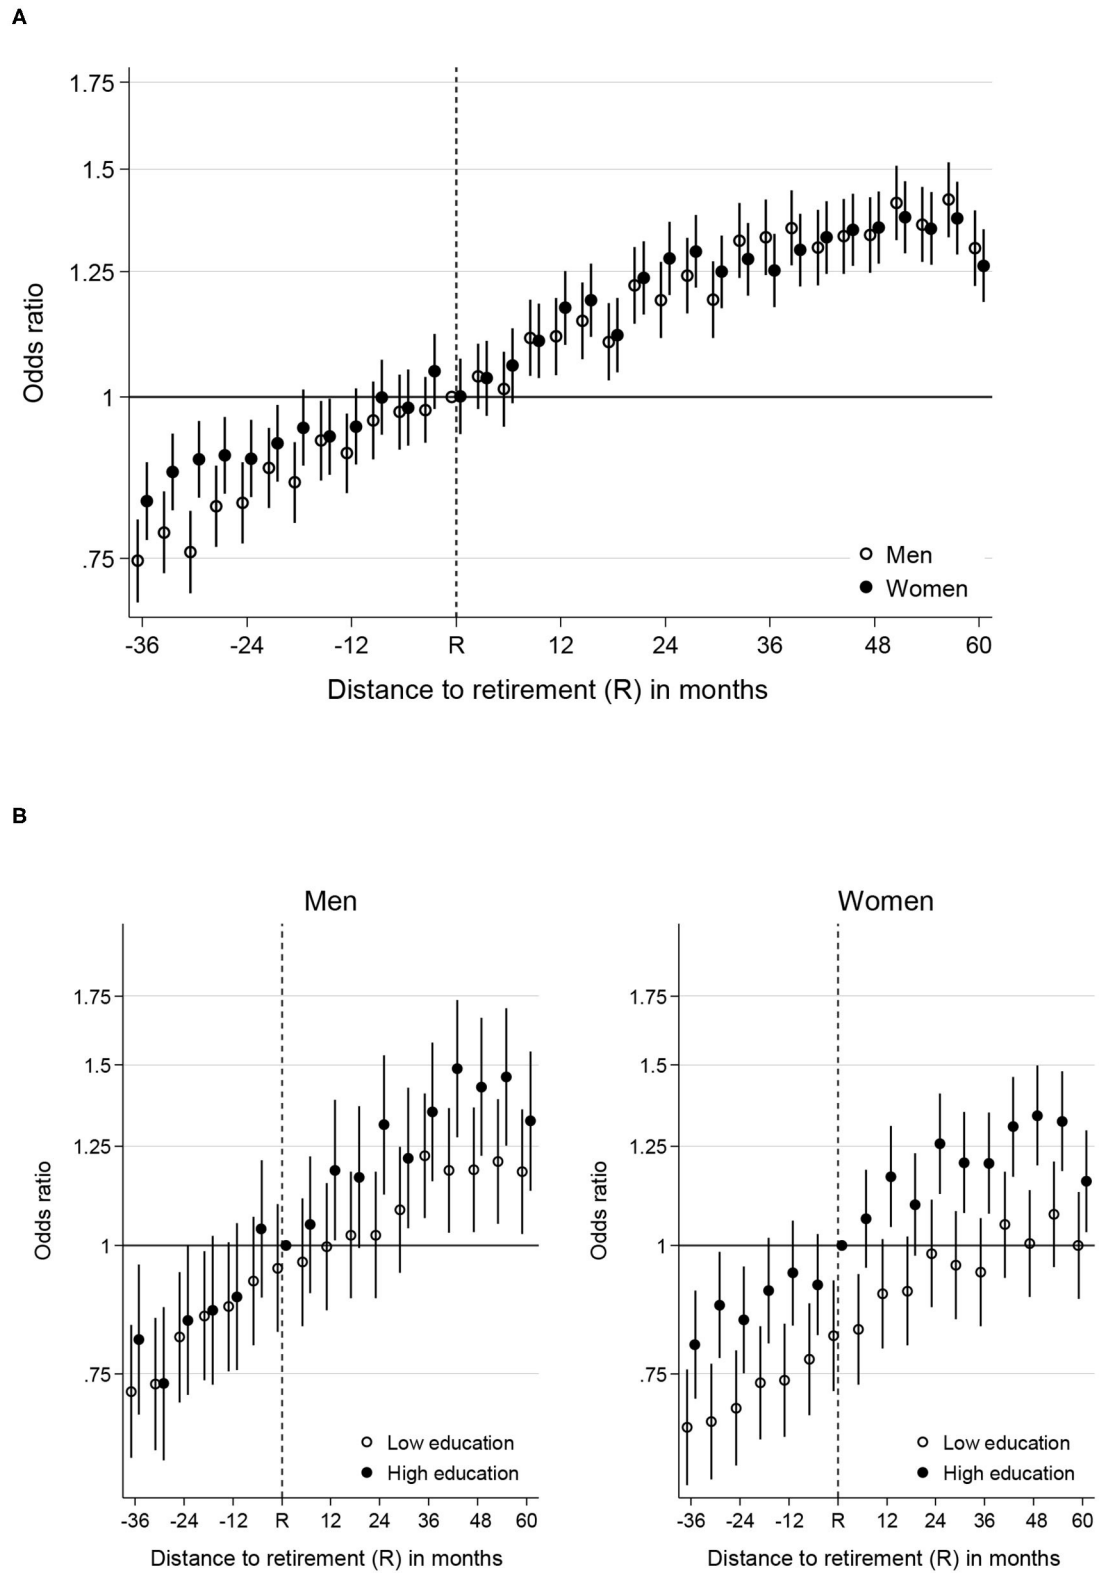 A
1.75
1.5
1.25
1
.75
Odds ratio
Men
Women
-36 -24 -12 R 12 24 36 48 60
Distance to retirement (R) in months
B
Men
1.75
1.5
1.25
1
.75
Odds ratio
Low education
High education
-36 -24 -12 R 12 24 36 48 60
Distance to retirement (R) in months
Women
1.75
1.5
1.25
1
.75
Odds ratio
Low education
High education
-36 -24 -12 R 12 24 36 48 60
Distance to retirement (R) in months